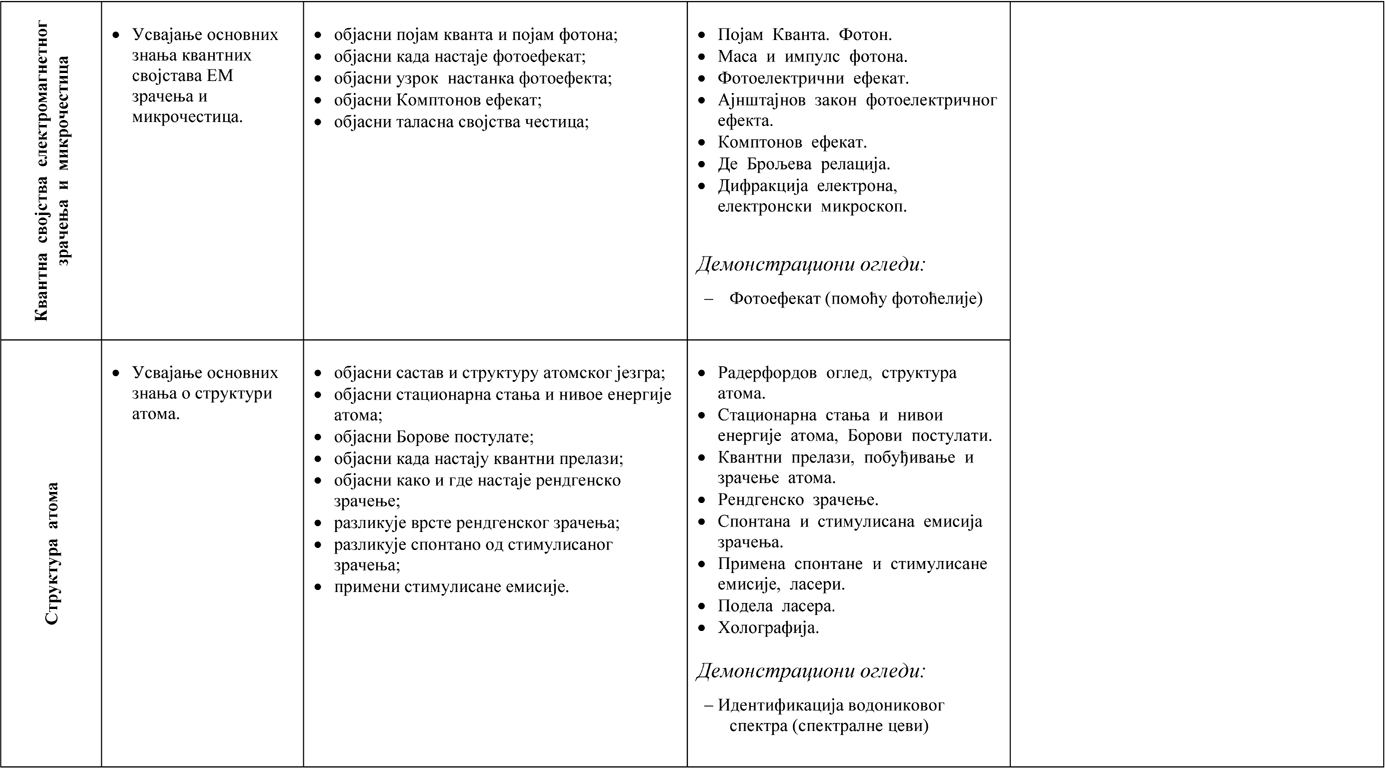 Квантна својства електромагнетног
зрачења и микрочестица
• Усвајање основних
знања квантних
својстава ЕМ
зрачења и
микрочестица.
• објасни појам кванта и појам фотона;
• објасни када настаје фотоефекат;
• објасни узрок настанка фотоефекта;
• објасни Комптонов ефекат;
• објасни таласна својства честица;
• Појам Кванта. Фотон.
• Маса и импулс фотона.
• Фотоелектрични ефекат.
• Ајнштајнов закон фотоелектричног
ефекта.
• Комптонов ефекат.
• Де Брољева релација.
• Дифракција електрона,
електронски микроскоп.
Демонстрациони огледи:
– Фотоефекат (помоћу фотоћелије)
Структура атома
• Усвајање основних
знања о структури
атома.
• објасни састав и структуру атомског језгра;
• објасни стационарна стања и нивое енергије
атома;
• објасни Борове постулате;
• објасни када настају квантни прелази;
• објасни како и где настаје рендгенско
зрачење;
• разликује врсте рендгенског зрачења;
• разликује спонтано од стимулисаног
зрачења;
• примени стимулисане емисије.
• Радерфордов оглед, структура
атома.
• Стационарна стања и нивои
енергије атома, Борови постулати.
• Квантни прелази, побуђивање и
зрачење атома.
• Рендгенско зрачење.
• Спонтана и стимулисана емисија
зрачења.
• Примена спонтане и стимулисане
емисије, ласери.
• Подела ласера.
• Холографија.
Демонстрациони огледи:
– Идентификација водониковог
спектра (спектралне цеви)